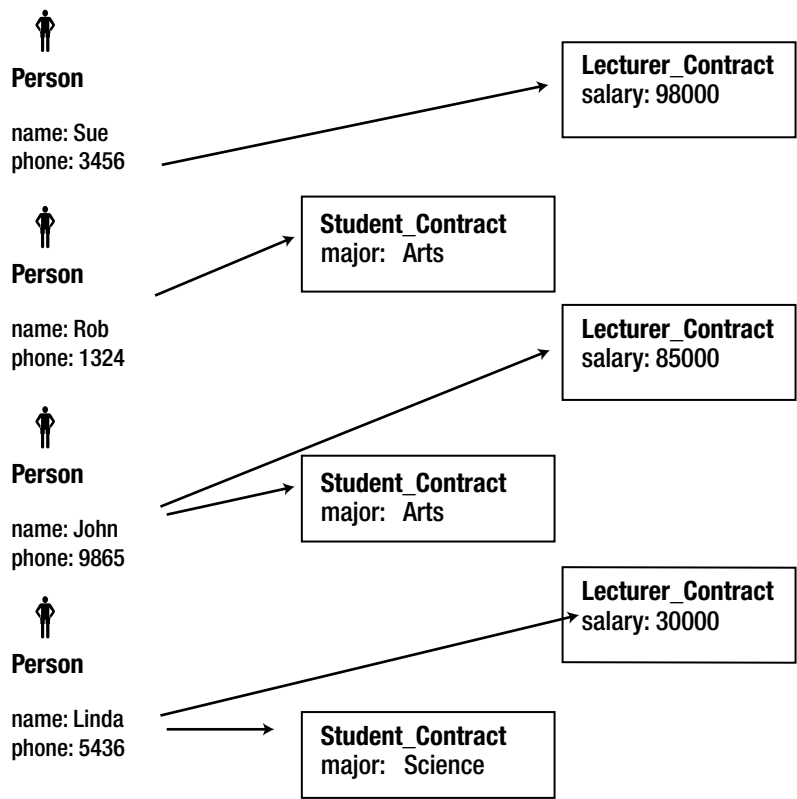 Person
name: Sue
phone: 3456
Lecturer_Contract
salary: 98000
Person
name: Rob
phone: 1324
Student_Contract
major: Arts
Person
name: John
phone: 9865
Lecturer_Contract
salary: 85000
Student_Contract
major: Arts
Person
name: Linda
phone: 5436
Lecturer_Contract
salary: 30000
Student_Contract
major: Science